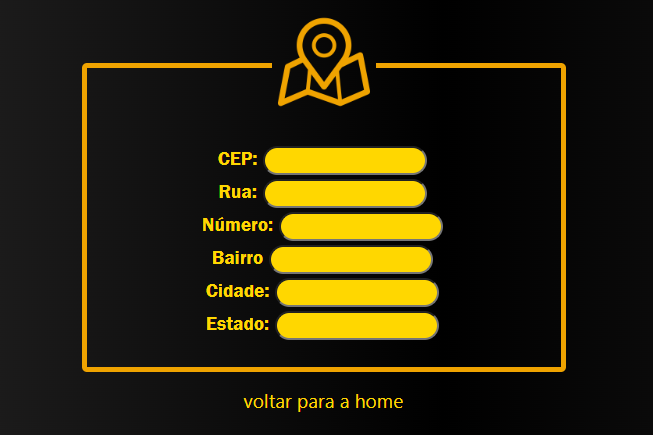 CEP:
Rua:
Número:
Bairro
Cidade:
Estado:
voltar para a home